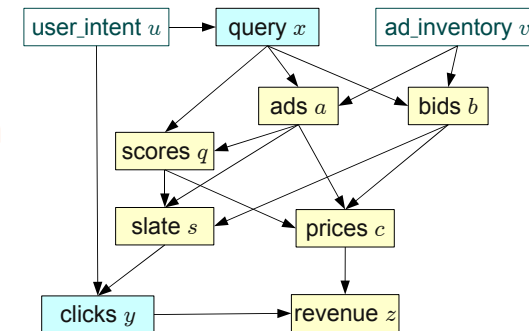 user_intent u
query x
ad_inventory v
ads a
bids b
scores q
slate s
prices c
clicks y
revenue z